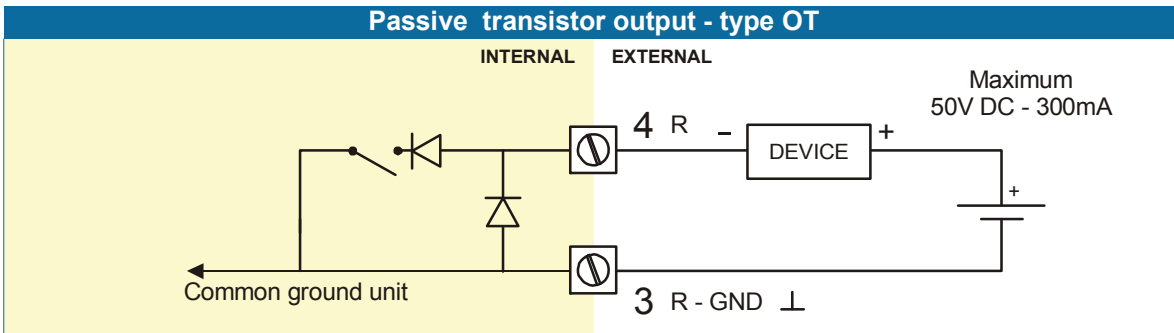 Passive transistor output - type OT
INTERNAL EXTERNAL
Maximum
50V DC - 300mA
4 R - DEVICE +
+
Common ground unit
3 R - GND ⊥